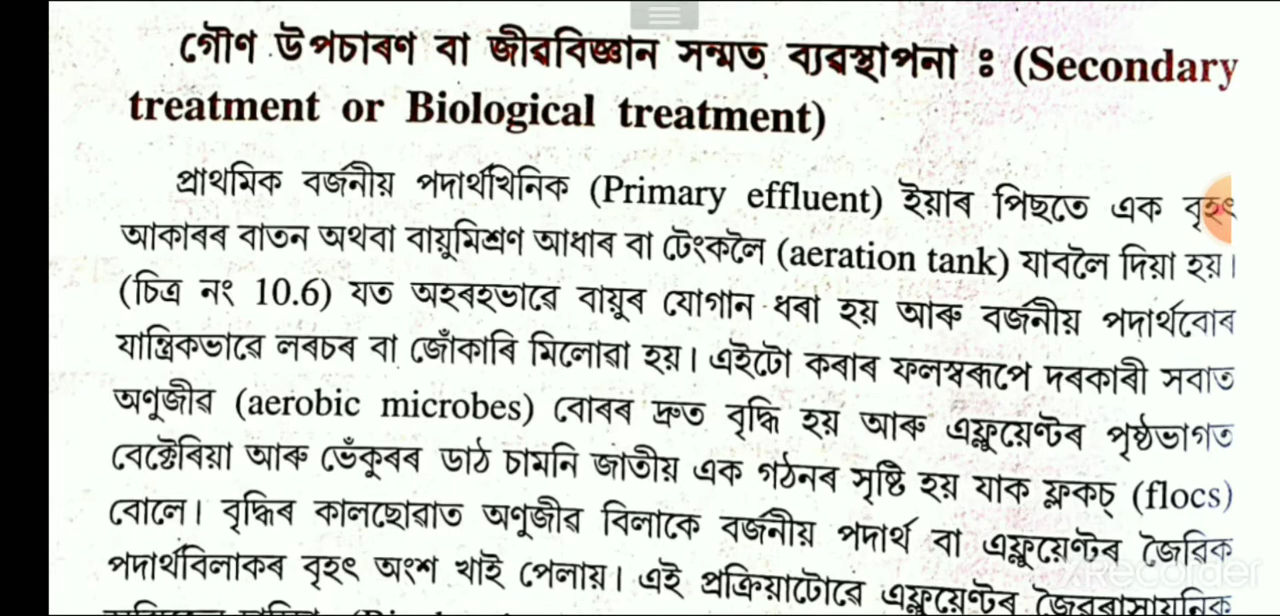 গৌণ উপচাৰণ বা জীৱবিজ্ঞান সন্মত ব্যৱস্থাপনা ঃ (Secondary
treatment or Biological treatment)
প্ৰাথমিক বৰ্জনীয় পদাৰ্থখিনিক (Primary effluent) ইয়াৰ পিছতে এক বৃহৎ
আকাৰৰ বাতন অথবা বায়ুমিশ্ৰণ আধাৰ বা টেংকলৈ (aeration tank) যাবলৈ দিয়া হয়।
(চিত্ৰ নং 10.6) যত অহৰহভাৱে বায়ুৰ যোগান ধৰা হয় আৰু বৰ্জনীয় পদাৰ্থবোৰ
যান্ত্ৰিকভাৱে লৰচৰ বা জোঁকাৰি মিলোৱা হয়। এইটো কৰাৰ ফলস্বৰূপে দৰকাৰী সবাত
অণুজীৱ (aerobic microbes) বোৰৰ দ্ৰুত বৃদ্ধি হয় আৰু এফ্লুয়েণ্টৰ পৃষ্ঠভাগত
বেক্টেৰিয়া আৰু ভেঁকুৰৰ ডাঠ চামনি জাতীয় এক গঠনৰ সৃষ্টি হয় যাক ফ্লকচ্ (flocs)
বোলে। বৃদ্ধিৰ কালছোৱাত অণুজীৱ বিলাকে বৰ্জনীয় পদাৰ্থ বা এফ্লুয়েণ্টৰ জৈৱিক
পদাৰ্থবিলাকৰ বৃহৎ অংশ খাই পেলায়। এই প্ৰক্ৰিয়াটোৱে এফ্লুয়েণ্টৰ জৈৱৰাসায়নিক
XRecorder